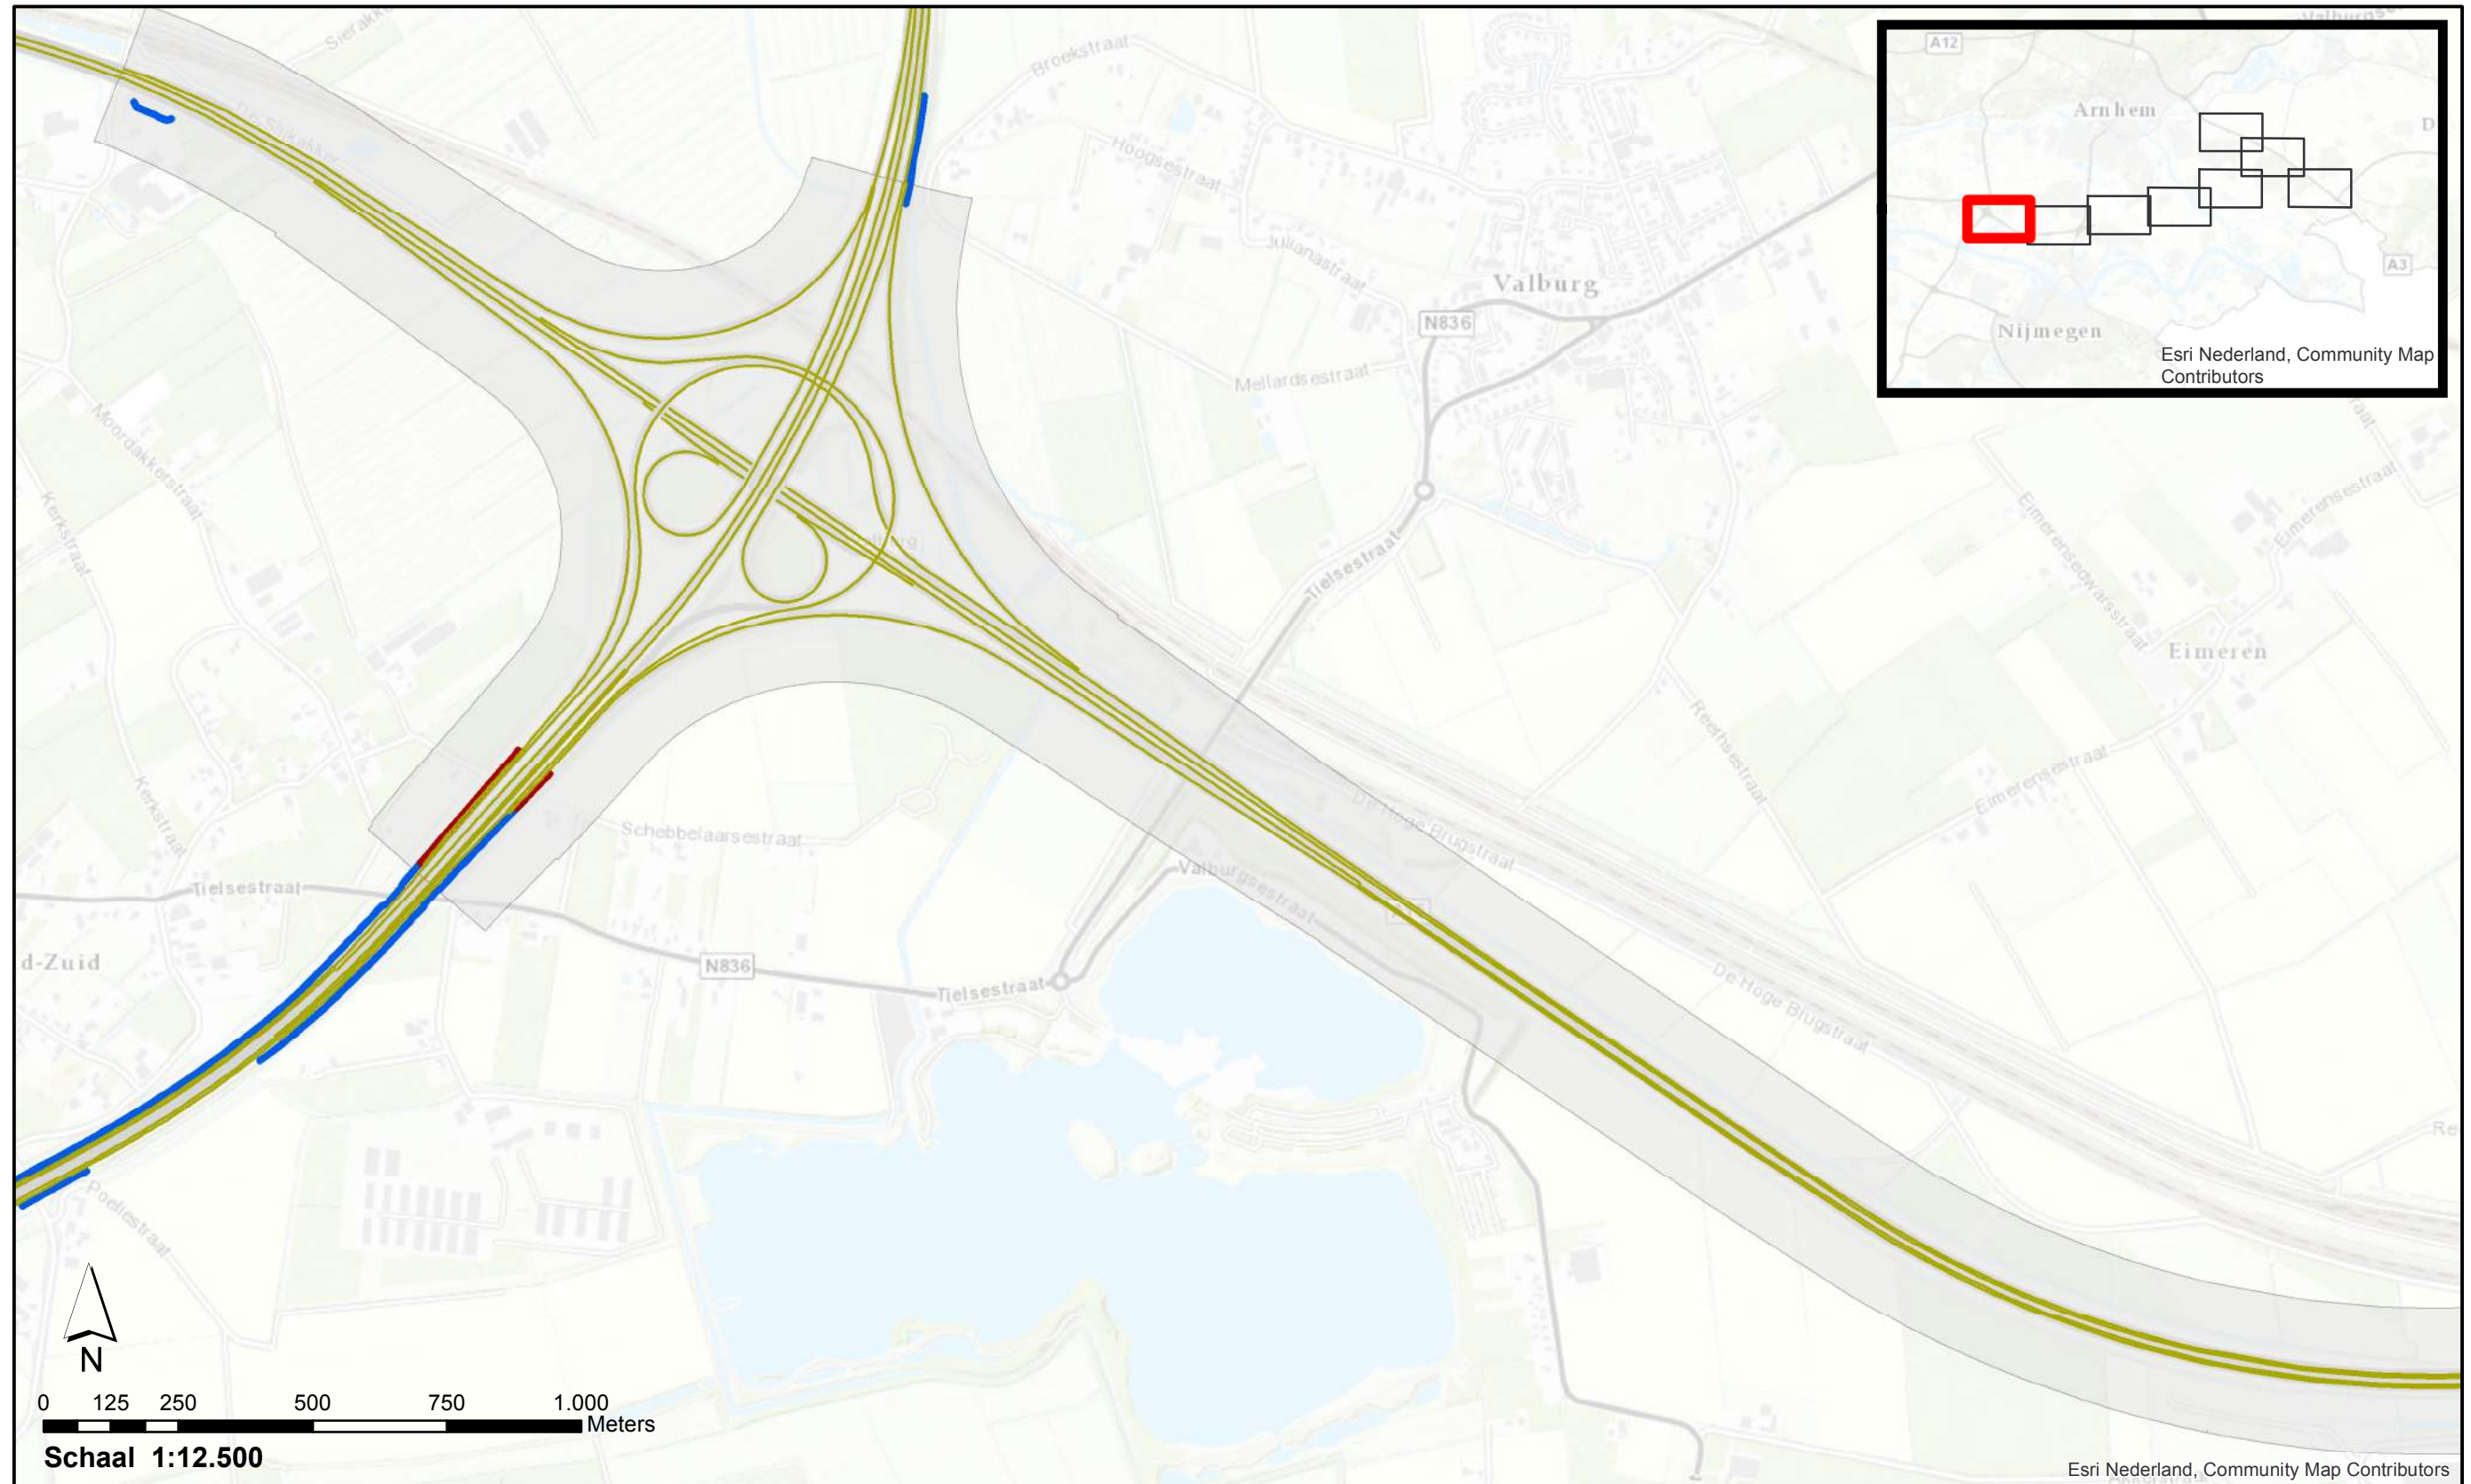 Broekstraat
Hoogsestraat
Julianastraat
Valburg
N836
Mellardsestraat
A12
Arnhem
D
A3
Nijmegen
Esri Nederland, Community Map
Contributors
Moordakkerstraat
Kerkstraat
Tielsestraat
Eimerensestraat
Eimeren
Reethsestraat
Eimerensestraat
Kerkstraat
De Hoge Brugstraat
Schebbelaarsestraat
Valburgsestraat
Tielsestraat
d-Zuid
N836
Tielsestraat
De Hoge Brugstraat
Re
Poeliestraat
N
0 125 250 500 750 1.000
Meters
Schaal 1:12.500
Esri Nederland, Community Map Contributors